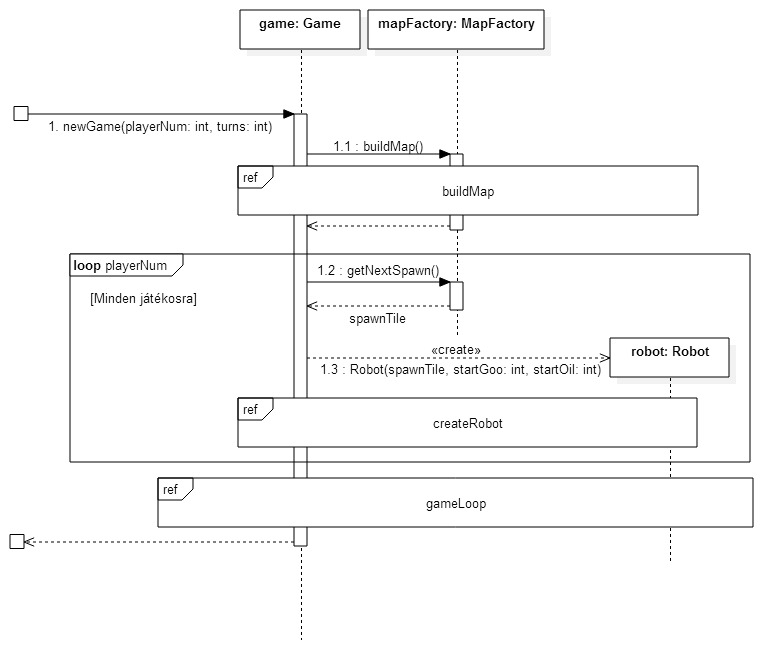 game: Game
mapFactory: MapFactory
1. newGame(playerNum: int, turns: int)
1.1 : buildMap()
ref
buildMap
loop playerNum
1.2 : getNextSpawn()
[Minden játékosra]
spawnTile
«create»
robot: Robot
1.3 : Robot(spawnTile, startGoo: int, startOil: int)
ref
createRobot
ref
gameLoop